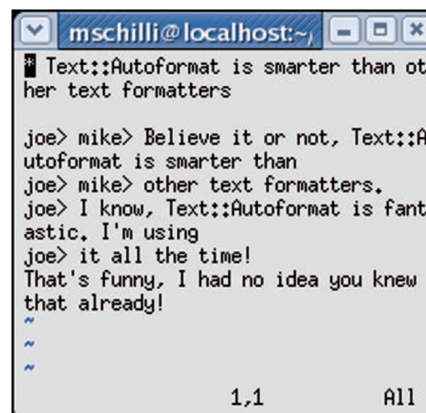 mschilli@localhost:~/
* Text::Autoformat is smarter than ot
her text formatters
joe> mike> Believe it or not, Text::A
utoformat is smarter than
joe> mike> other text formatters.
joe> I know, Text::Autoformat is fant
astic. I'm using
joe> it all the time!
That's funny, I had no idea you knew
that already!
~
~
~
1,1 All